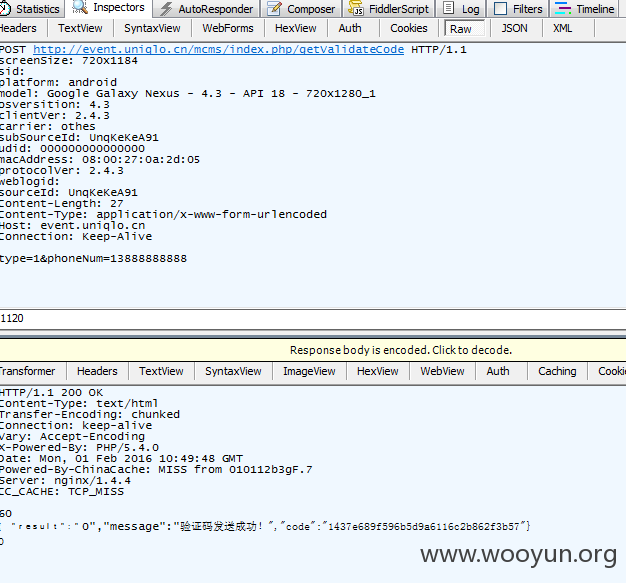 Statistics Inspectors AutoResponder Composer FiddlerScript Log Filters Timeline
Headers TextView SyntaxView WebForms HexView Auth Cookies Raw JSON XML
POST http://event.uniqlo.cn/mcms/index.php/getValidateCode HTTP/1.1
screenSize: 720x1184
sid:
platform: android
model: Google Galaxy Nexus - 4.3 - API 18 - 720x1280_1
osversition: 4.3
clientVer: 2.4.3
carrier: othes
subSourceId: UnqKeKeA91
udid: 000000000000000
macAddress: 08:00:27:0a:2d:05
protocolVer: 2.4.3
weblogid:
sourceId: UnqKeKeA91
Content-Length: 27
Content-Type: application/x-www-form-urlencoded
Host: event.uniqlo.cn
Connection: Keep-Alive
type=1&phoneNum=13888888888
1120
Response body is encoded. Click to decode.
Transformer Headers TextView SyntaxView ImageView HexView WebView Auth Caching Cooki
HTTP/1.1 200 OK
Content-Type: text/html
Transfer-Encoding: chunked
Connection: keep-alive
Vary: Accept-Encoding
X-Powered-By: PHP/5.4.0
Date: Mon, 01 Feb 2016 10:49:48 GMT
Powered-By-ChinaCache: MISS from 010112b3gF.7
Server: nginx/1.4.4
CC_CACHE: TCP_MISS
60
{ "result":"0","message":"验证码发送成功！","code":"1437e689f596b5d9a6116c2b862f3b57"}
0
www.wooyun.org